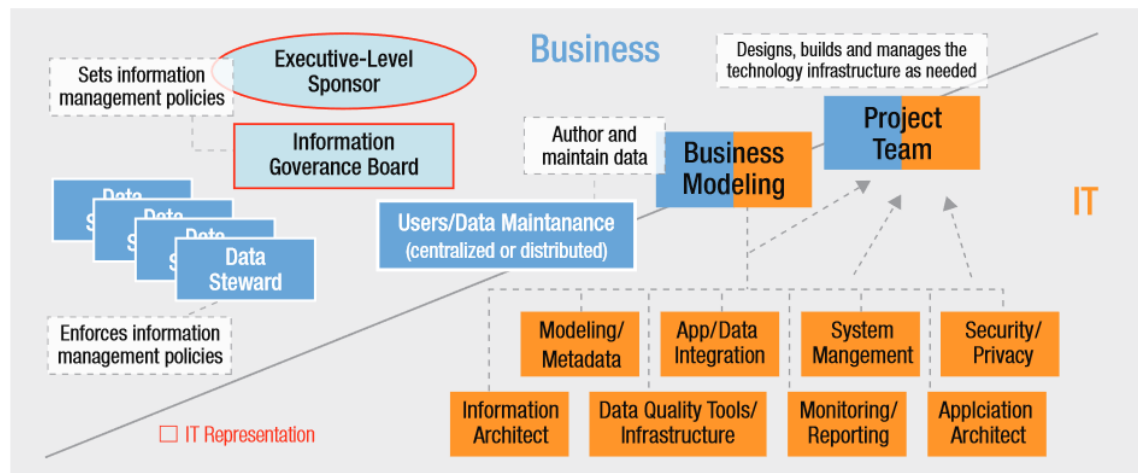 Business
Executive-Level
Sponsor
Sets information
management policies
Information
Goverance Board
Designs, builds and manages the
technology infrastructure as needed
Project
Team
Author and
maintain data
Business
Modeling
IT
Data
S
Data
S
Data
S
Data
Steward
Users/Data Maintanance
(centralized or distributed)
Enforces information
management policies
Modeling/
Metadata
App/Data
Integration
System
Mangement
Security/
Privacy
Information
Architect
Data Quality Tools/
Infrastructure
Monitoring/
Reporting
Applciation
Architect
IT Representation